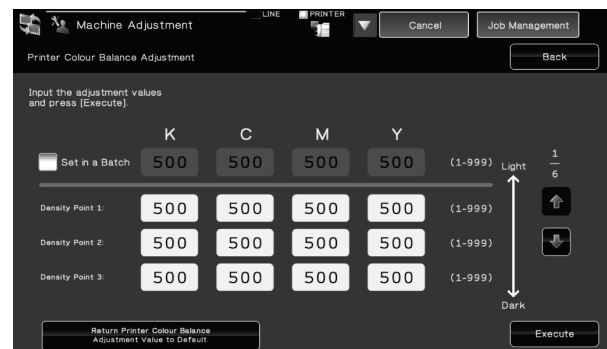 Machine Adjustment
LINE
PRINTER
Cancel
Job Management
Printer Colour Balance Adjustment
Back
Input the adjustment values
and press [Execute].
K C M Y
Set in a Batch 500 500 500 500 (1-999) Light
1
6
Density Point 1: 500 500 500 500 (1-999)
Density Point 2: 500 500 500 500 (1-999)
Density Point 3: 500 500 500 500 (1-999)
Dark
Return Printer Colour Balance
Adjustment Value to Default.
Execute